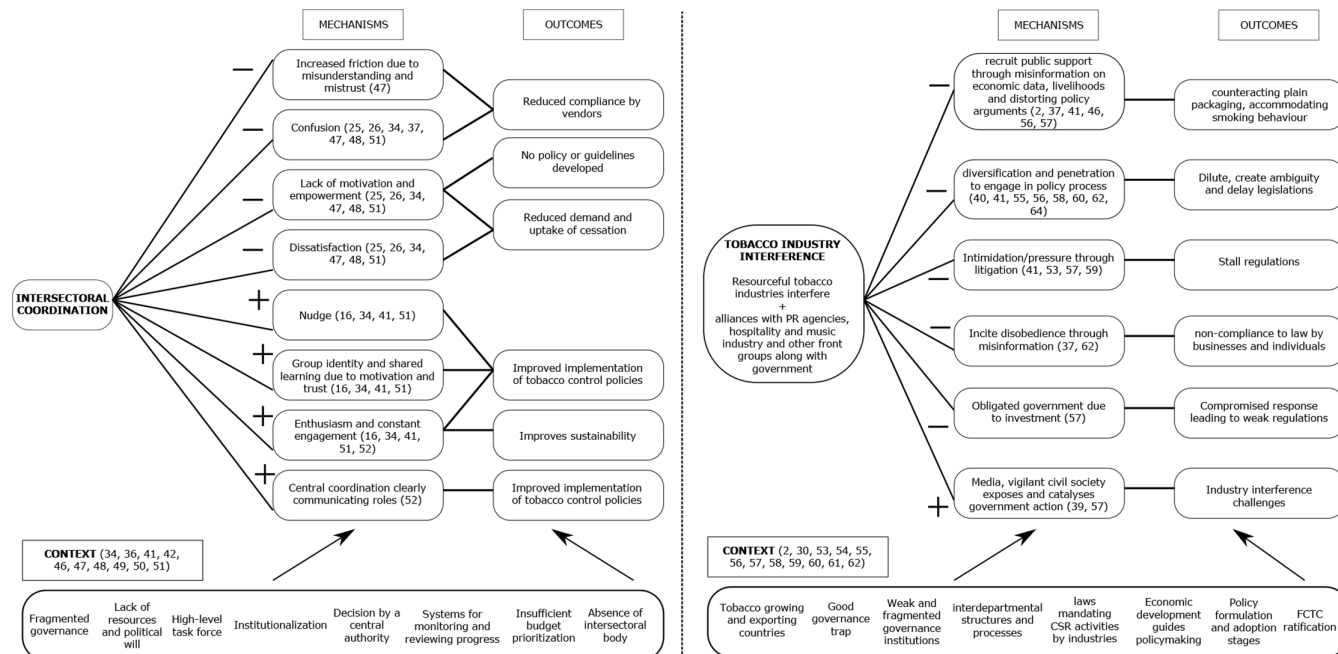 MECHANISMS
OUTCOMES
INTERSECTORAL
COORDINATION
Increased friction due to
misunderstanding and
mistrust (47)
Confusion (25, 26, 34, 37,
47, 48, 51)
Lack of motivation and
empowerment (25, 26, 34,
47, 48, 51)
Dissatisfaction (25, 26, 34,
47, 48, 51)
Nudge (16, 34, 41, 51)
Group identity and shared
learning due to motivation and
trust (16, 34, 41, 51)
Enthusiasm and constant
engagement (16, 34, 41,
51, 52)
Central coordination clearly
communicating roles (52)
Reduced compliance by
vendors
No policy or guidelines
developed
Reduced demand and
uptake of cessation
Improved implementation
of tobacco control policies
Improves sustainability
Improved implementation
of tobacco control policies
−
−
−
−
+
+
+
+
CONTEXT (34, 36, 41, 42,
46, 47, 48, 49, 50, 51)
Fragmented
governance
Lack of
resources
and political
will
High-level
task force
Institutionalization
Decision by a
central
authority
Systems for
monitoring and
reviewing progress
Insufficient
budget
prioritization
Absence of
intersectoral
body
MECHANISMS
OUTCOMES
TOBACCO INDUSTRY
INTERFERENCE
Resourceful tobacco
industries interfere
+
alliances with PR agencies,
hospitality and music
industry and other front
groups along with
government
recruit public support
through misinformation on
economic data, livelihoods
and distorting policy
arguments (2, 37, 41, 46,
56, 57)
diversification and penetration
to engage in policy process
(40, 41, 55, 56, 58, 60, 62,
64)
Intimidation/pressure through
litigation (41, 53, 57, 59)
Incite disobedience through
misinformation (37, 62)
Obligated government due
to investment (57)
Media, vigilant civil society
exposes and catalyses
government action (39, 57)
counteracting plain
packaging, accommodating
smoking behaviour
Dilute, create ambiguity
and delay legislations
Stall regulations
non-compliance to law by
businesses and individuals
Compromised response
leading to weak regulations
Industry interference
challenges
−
−
−
−
−
+
CONTEXT (2, 30, 53, 54, 55,
56, 57, 58, 59, 60, 61, 62)
Tobacco growing
and exporting
countries
Good
governance
trap
Weak and
fragmented
governance
institutions
interdepartmental
structures and
processes
laws
mandating
CSR activities
by industries
Economic
development
guides
policymaking
Policy
formulation
and adoption
stages
FCTC
ratification